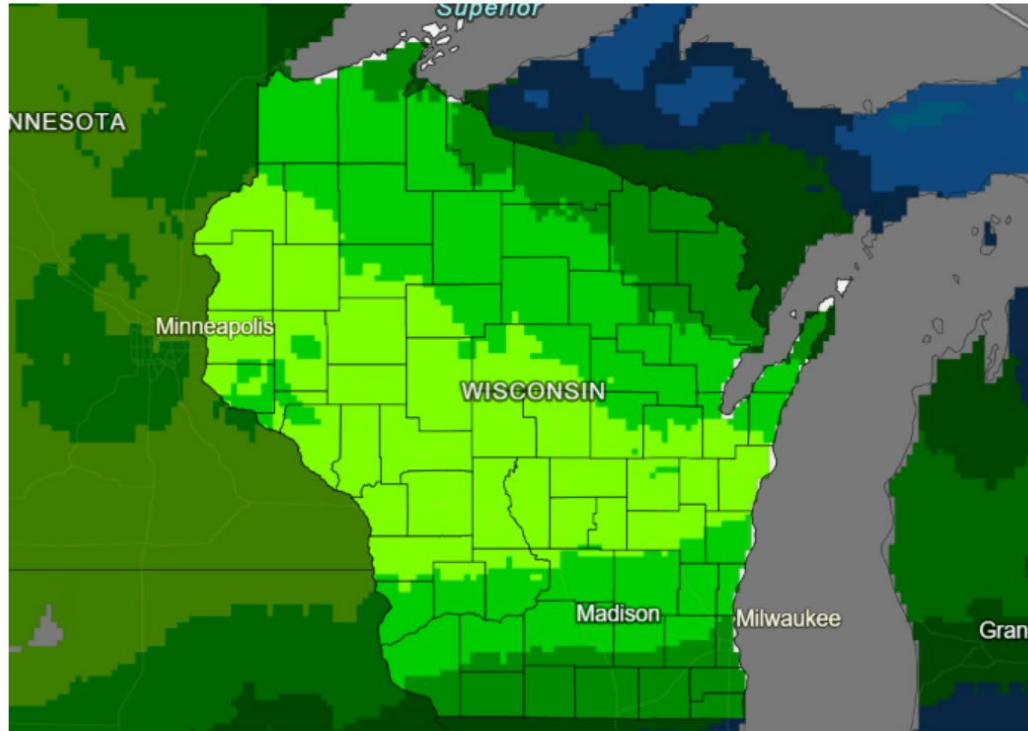 Superior
NNESOTA
Minneapolis
WISCONSIN
Madison
Milwaukee
Gran